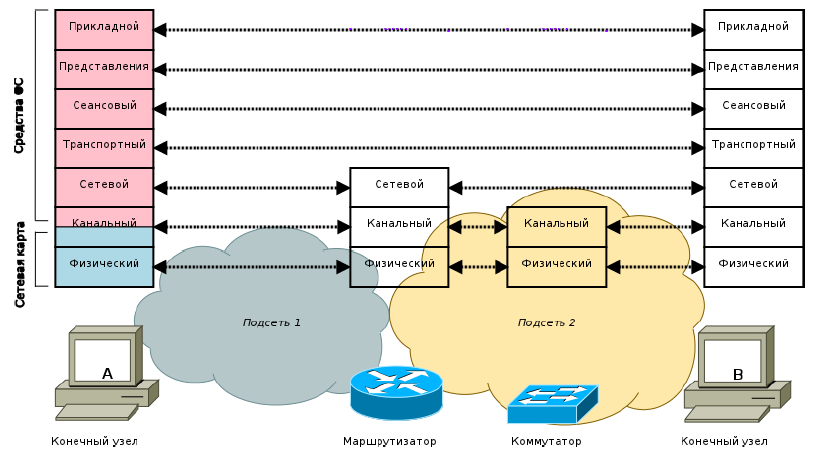 Прикладной
Прикладной
Представления
Представления
Сеансовый
Сеансовый
Транспортный
Транспортный
Сетевой
Сетевой
Сетевой
Канальный
Канальный
Канальный
Канальный
Физический
Физический
Физический
Физический
Средства ОС
Сетевая карта
Подсеть 1
Подсеть 2
A
B
Конечный узел
Маршрутизатор
Коммутатор
Конечный узел